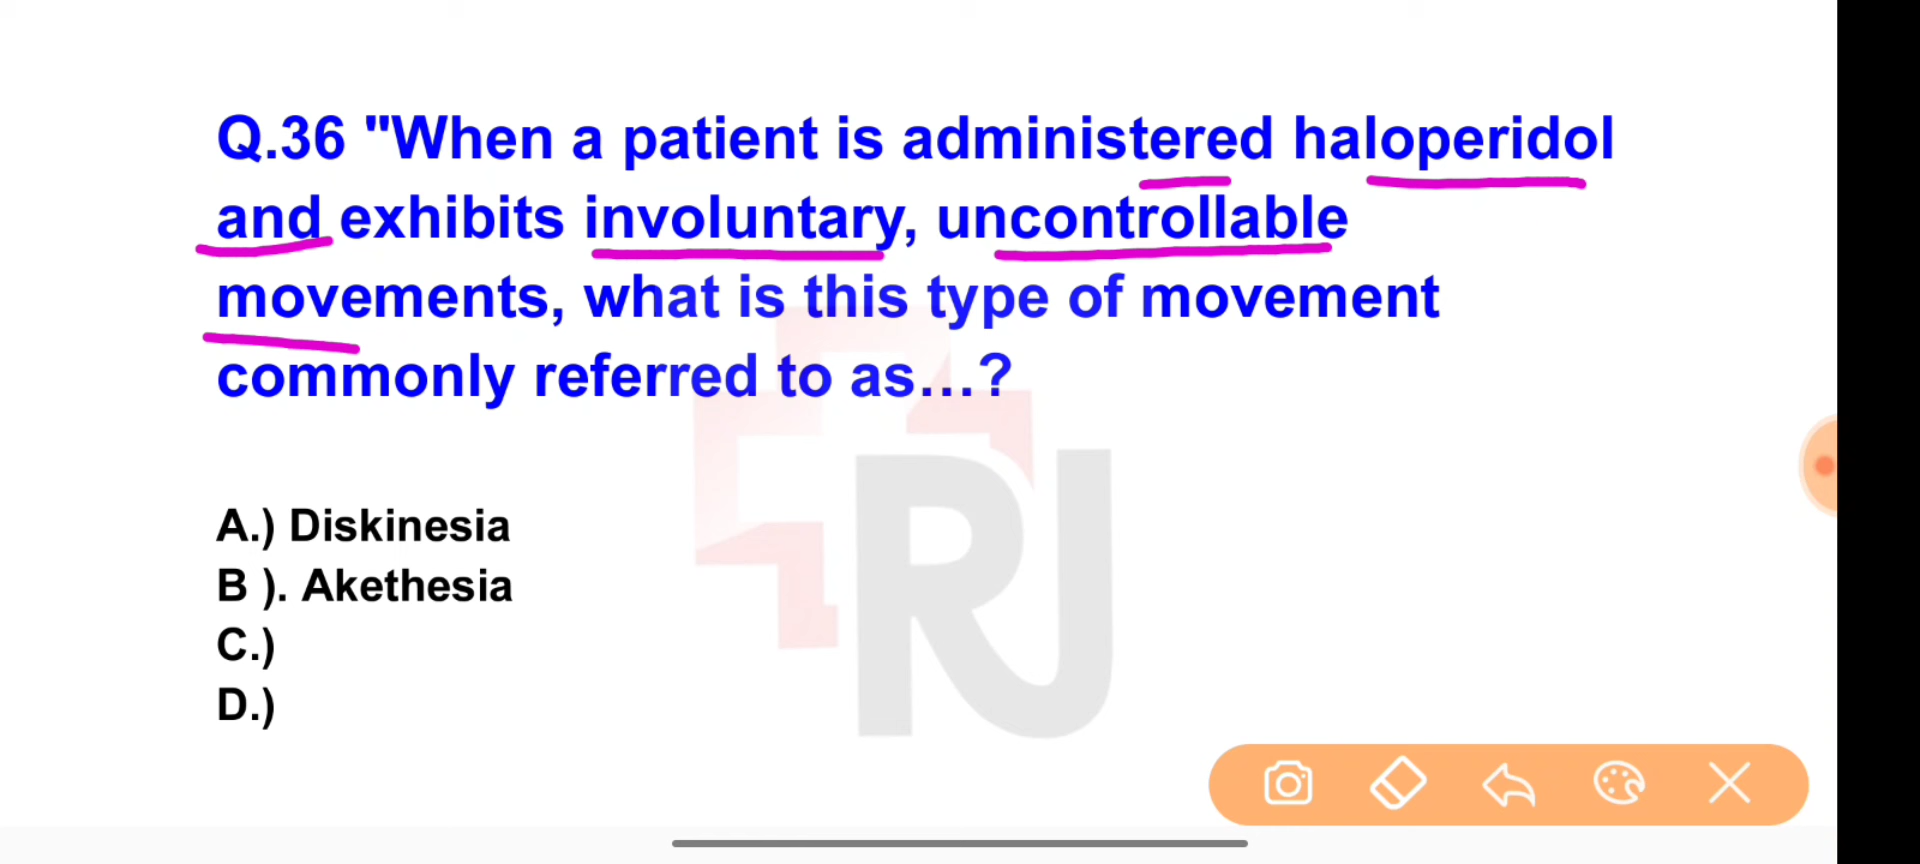 Q.36 "When a patient is administered haloperidol
and exhibits involuntary, uncontrollable
movements, what is this type of movement
commonly referred to as...?
A.) Diskinesia
B ). Akethesia
C.)
D.)
RJ